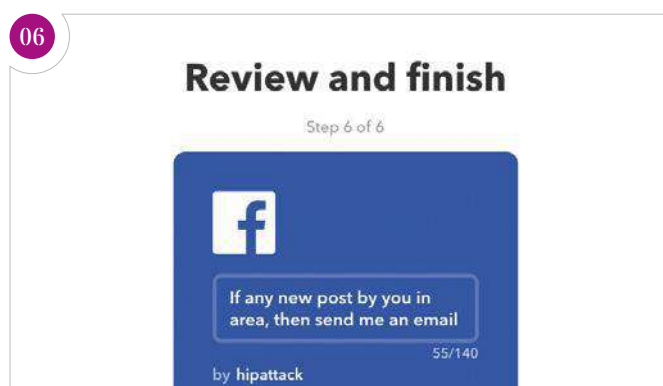 06
Review and finish
Step 6 of 6
f
If any new post by you in
area, then send me an email
55/140
by hipattack